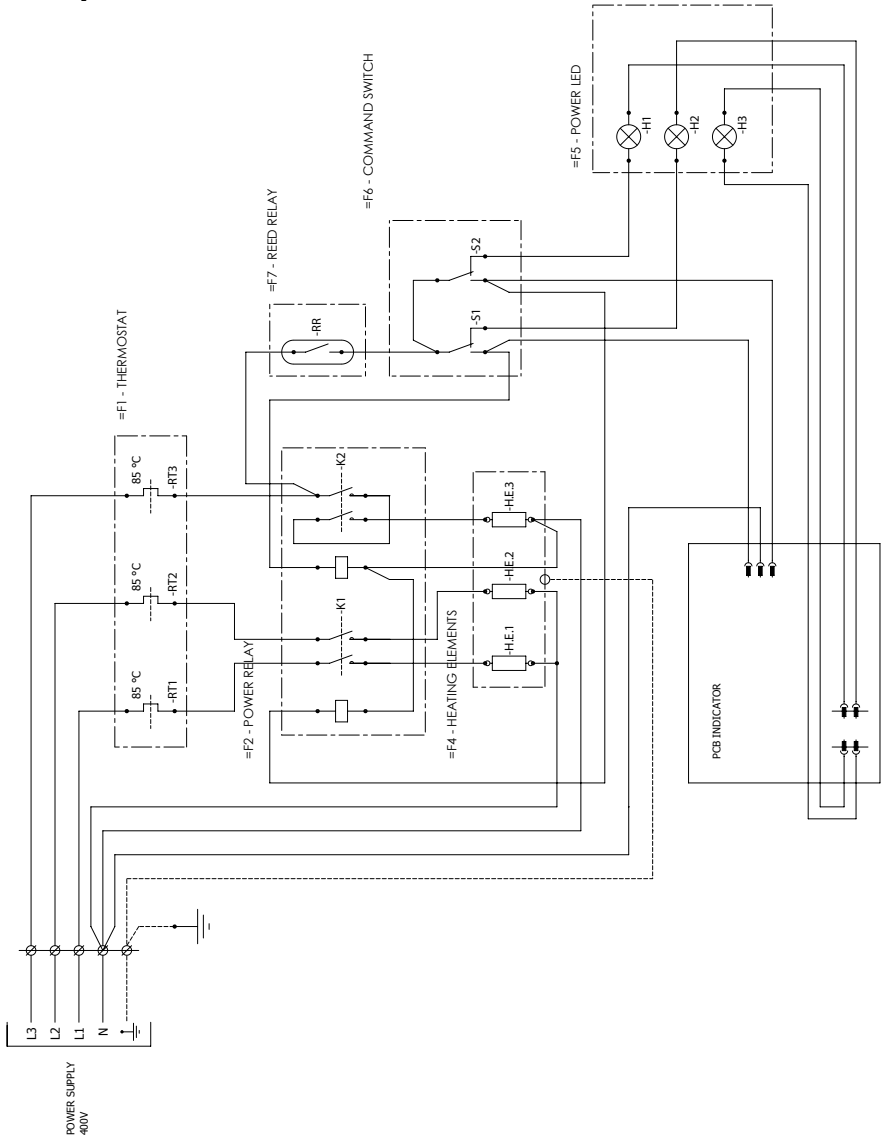 POWER SUPPLY
400V
L3
L2
L1
N
=F1 - THERMOSTAT
85 °C
-RT1
85 °C
-RT2
85 °C
-RT3
=F2 - POWER RELAY
-K1
-K2
=F4 - HEATING ELEMENTS
-H.E.1
-H.E.2
-H.E.3
=F7 - REED RELAY
-RR
=F6 - COMMAND SWITCH
-S1
-S2
=F5 - POWER LED
-H1
-H2
-H3
PCB INDICATOR